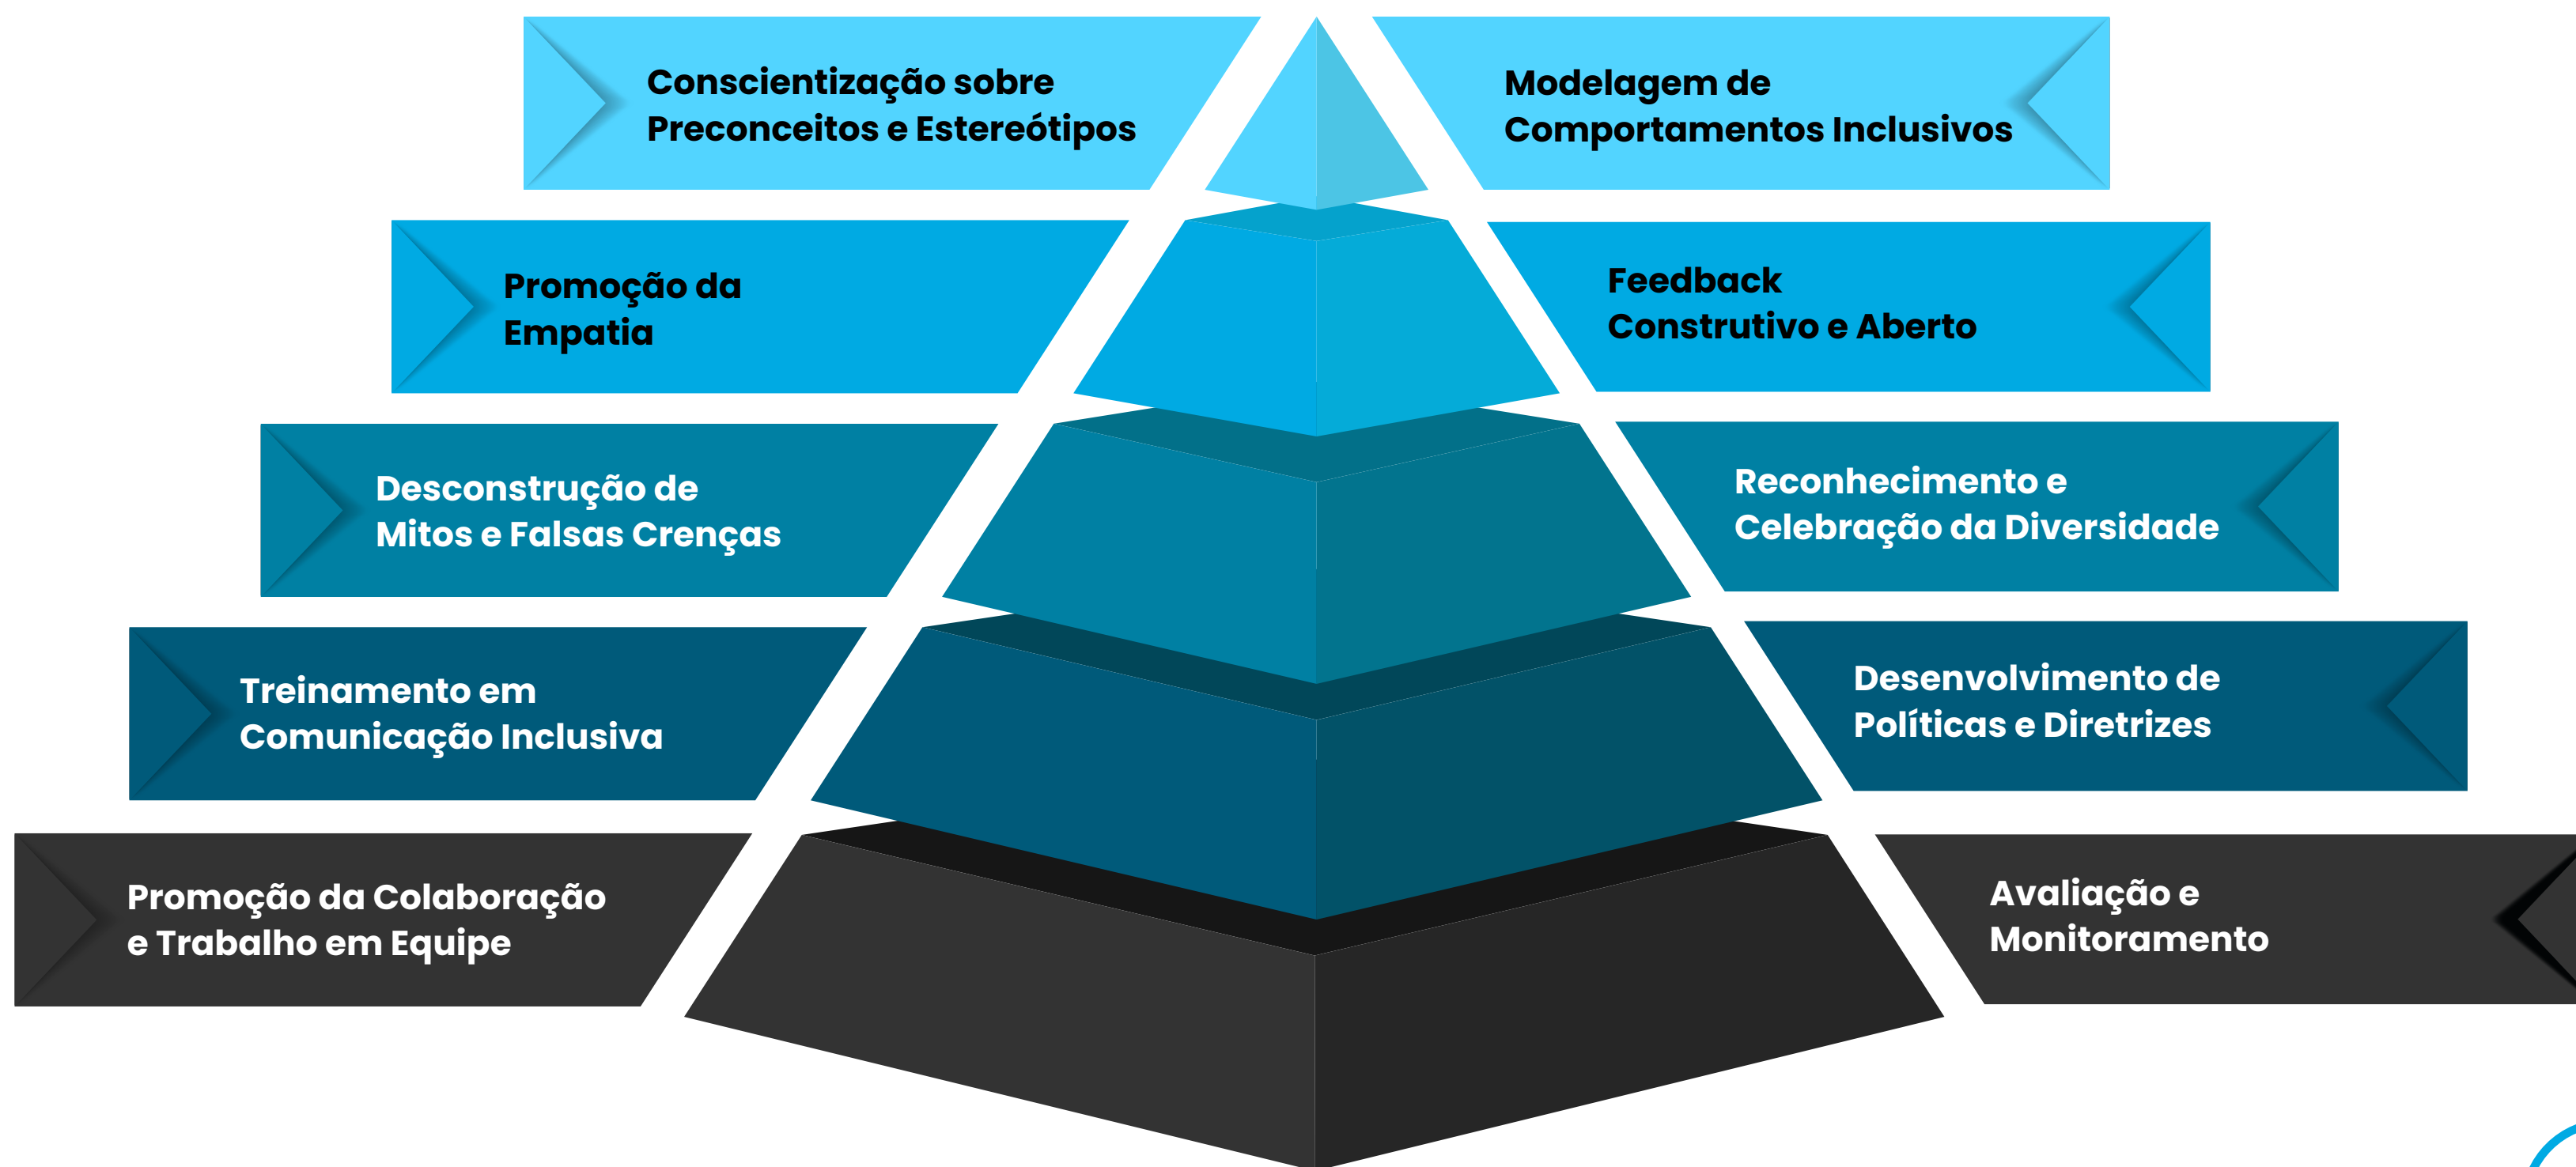 Conscientização sobre
Preconceitos e Estereótipos
Modelagem de
Comportamentos Inclusivos
Promoção da
Empatia
Feedback
Construtivo e Aberto
Desconstrução de
Mitos e Falsas Crenças
Reconhecimento e
Celebração da Diversidade
Treinamento em
Comunicação Inclusiva
Desenvolvimento de
Políticas e Diretrizes
Promoção da Colaboração
e Trabalho em Equipe
Avaliação e
Monitoramento